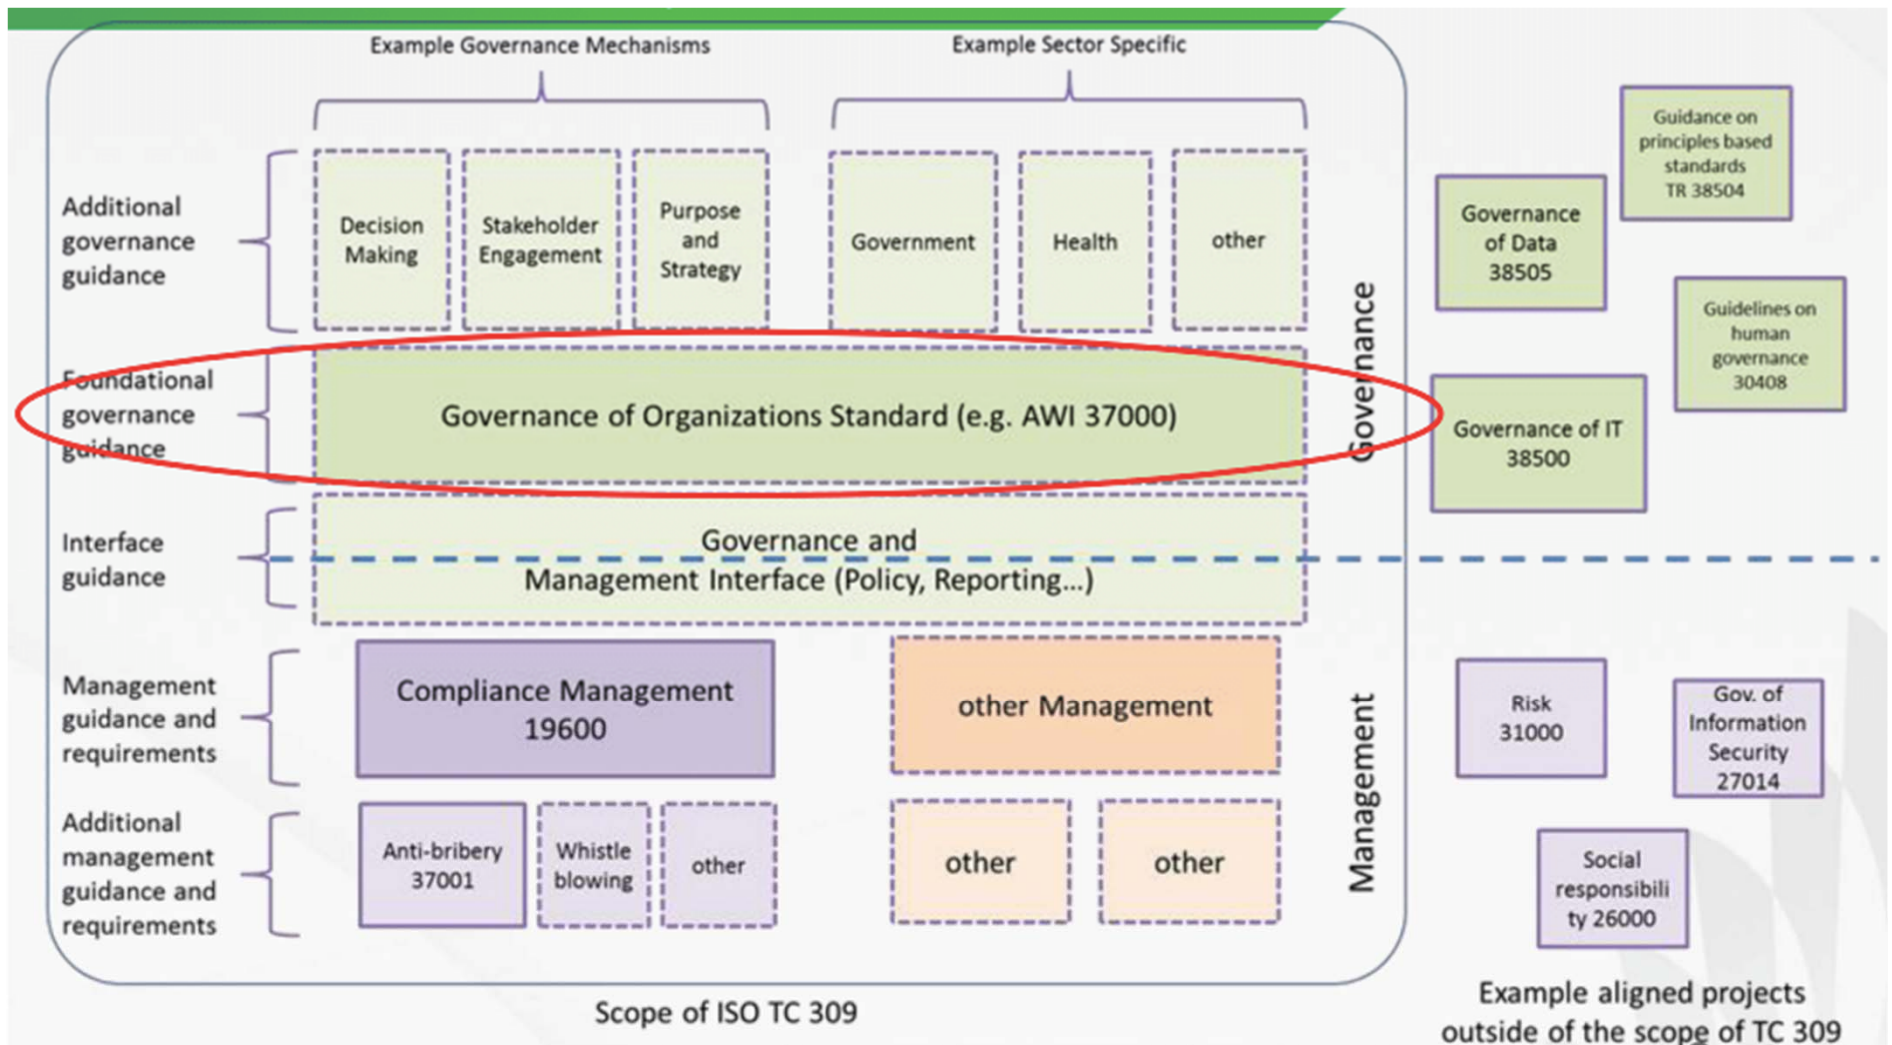 Example Governance Mechanisms
Example Sector Specific
Additional
governance
guidance
Decision
Making
Stakeholder
Engagement
Purpose
and
Strategy
Government
Health
other
Foundational
governance
guidance
Governance of Organizations Standard (e.g. AWI 37000)
Interface
guidance
Governance and
Management Interface (Policy, Reporting...)
Management
guidance and
requirements
Compliance Management
19600
other Management
Additional
management
guidance and
requirements
Anti-bribery
37001
Whistle
blowing
other
other
other
Governance
Management
Scope of ISO TC 309
Guidance on
principles based
standards
TR 38504
Governance
of Data
38505
Guidelines on
human
governance
30408
Governance of IT
38500
Risk
31000
Gov. of
Information
Security
27014
Social
responsibili
ty 26000
Example aligned projects
outside of the scope of TC 309